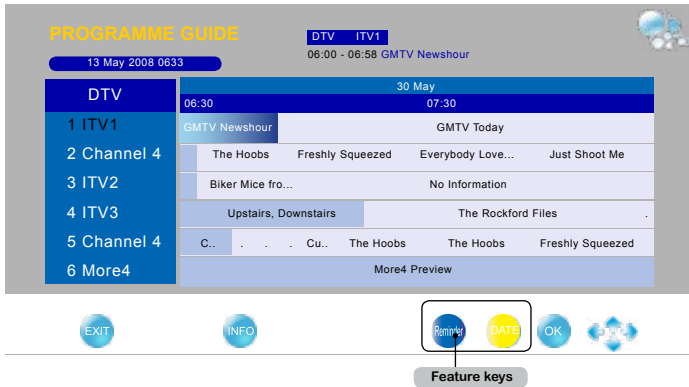 PROGRAMME GUIDE
DTV ITV1
06:00 - 06:58 GMTV Newshour
13 May 2008 0633
DTV
30 May
06:30 07:30
1 ITV1 GMTV Newshour GMTV Today
2 Channel 4 The Hoobs Freshly Squeezed Everybody Love... Just Shoot Me
3 ITV2 Biker Mice fro... No Information
4 ITV3 Upstairs, Downstairs The Rockford Files .
5 Channel 4 C.. . . . Cu.. The Hoobs The Hoobs Freshly Squeezed
6 More4 More4 Preview
EXIT INFO Reminder DATE OK
Feature keys